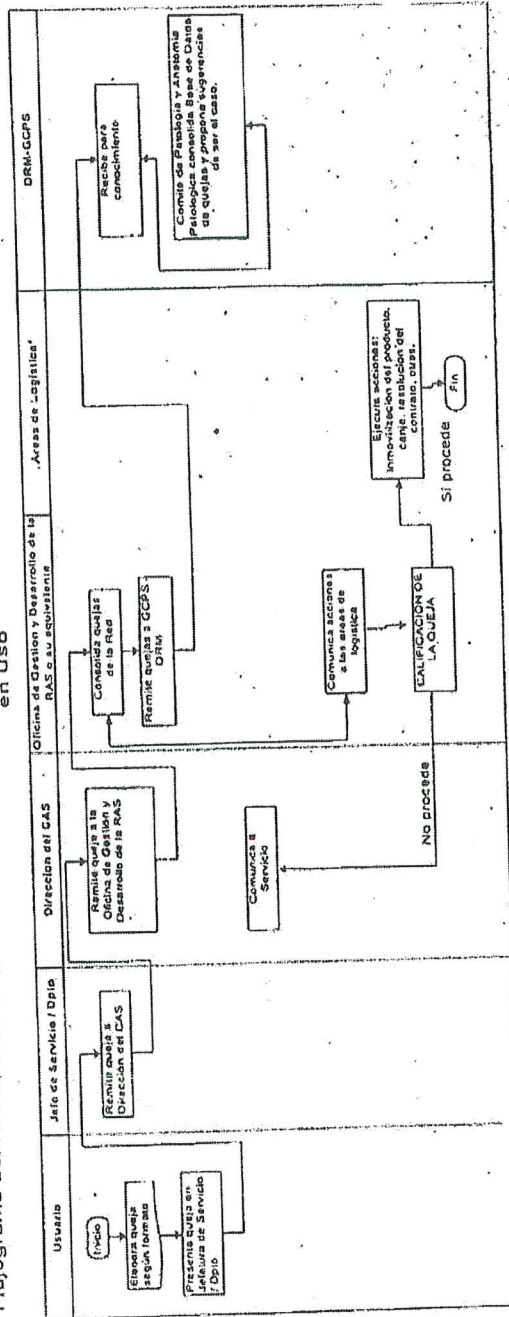 en uso
Usuario
Jefe de Servicio / Dpto
Direccion del CAS
Oficina de Gestion y Desarrollo de la
RAS o su equivalente
Areas de Logistica
DRM-GCPS
Inicio
Elabora queja
según formato
Presenta queja en
Jefatura de Servicio
/ Dpto
Remite queja a
Dirección del CAS
Remite queja a la
Oficina de Gestion y
Desarrollo de la RAS
Comunica a
Servicio
Consolida quejas
de la Red
Remite quejas a GCPS-
DRM
Comunica acciones
a las areas de
logistica
CALIFICACION DE
LA QUEJA
No procede
Si procede
Ejecuta acciones:
Inmovilizacion del producto,
canje, resolucion del
contrato, otras.
Fin
Recibe para
conocimiento
Comite de Patologia y Anatomia
Patologica consolida Base de Datos
de quejas y propone sugerencias
de ser el caso.